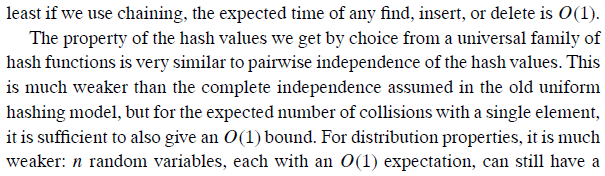 least if we use chaining, the expected time of any find, insert, or delete is O(1).
The property of the hash values we get by choice from a universal family of
hash functions is very similar to pairwise independence of the hash values. This
is much weaker than the complete independence assumed in the old uniform
hashing model, but for the expected number of collisions with a single element,
it is sufficient to also give an O(1) bound. For distribution properties, it is much
weaker: n random variables, each with an O(1) expectation, can still have a